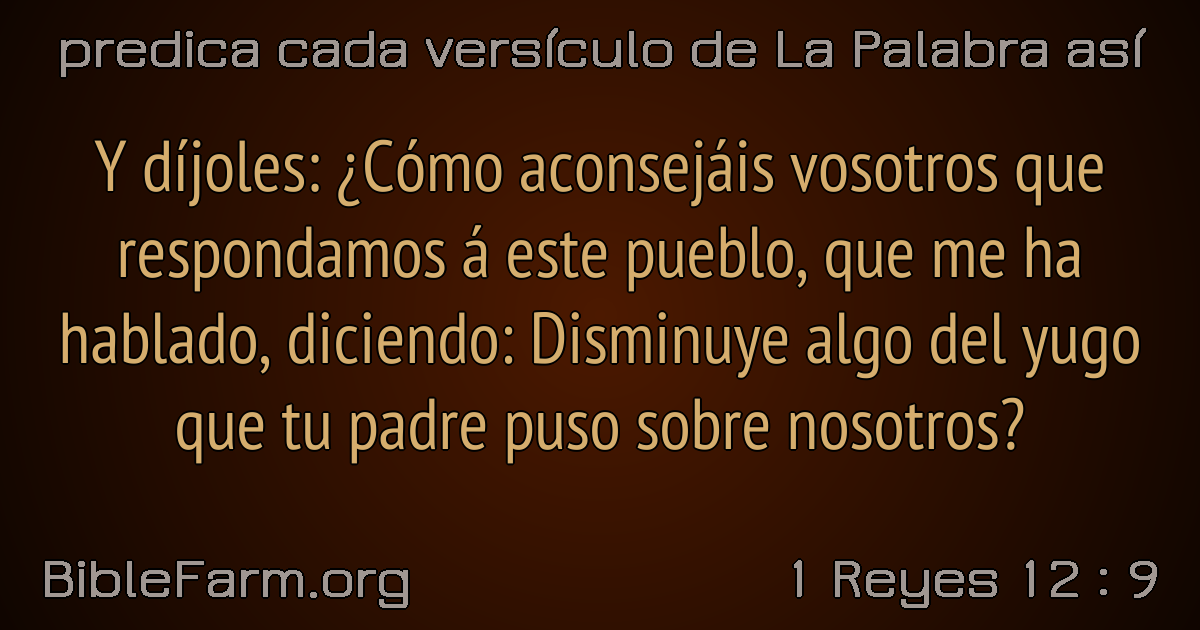 predica cada versículo de La Palabra así
Y díjoles: ¿Cómo aconsejáis vosotros que
respondamos á este pueblo, que me ha
hablado, diciendo: Disminuye algo del yugo
que tu padre puso sobre nosotros?
BibleFarm.org
1 Reyes 12 : 9